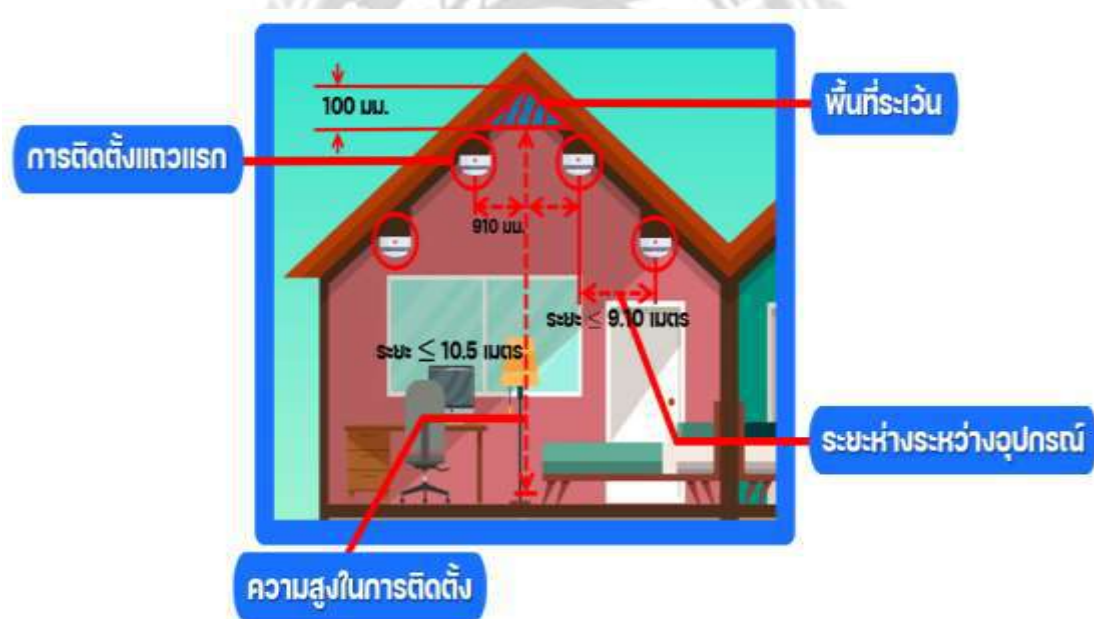 100 มม.
พื้นที่ระเว้น
การติดตั้งแถวแรก
910 มม.
ระยะ ≤ 9.10 เมตร
ระยะ ≤ 10.5 เมตร
ระยะห่างระหว่างอุปกรณ์
ความสูงในการติดตั้ง